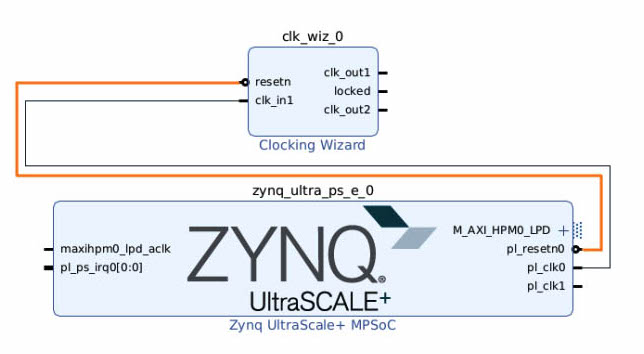 clk_wiz_0
resetn
clk_in1
clk_out1
locked
clk_out2
Clocking Wizard
zynq_ultra_ps_e_0
maxihpm0_lpd_aclk
pl_ps_irq0[0:0]
ZYNQ®
UltraSCALE+
M_AXI_HPM0_LPD
pl_resetn0
pl_clk0
pl_clk1
Zynq UltraScale+ MPSoC